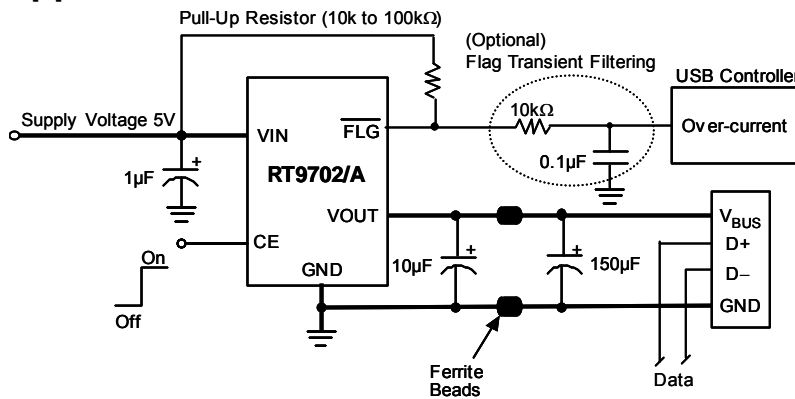 Pull-Up Resistor (10k to 100kΩ)
(Optional)
Flag Transient Filtering
USB Controller
Supply Voltage 5V
VIN
FLG
10kΩ
Over-current
1µF
+
RT9702/A
0.1µF
VOUT
VBUS
CE
D+
On
GND
10µF
+
+
150µF
D−
Off
GND
Ferrite
Beads
Data